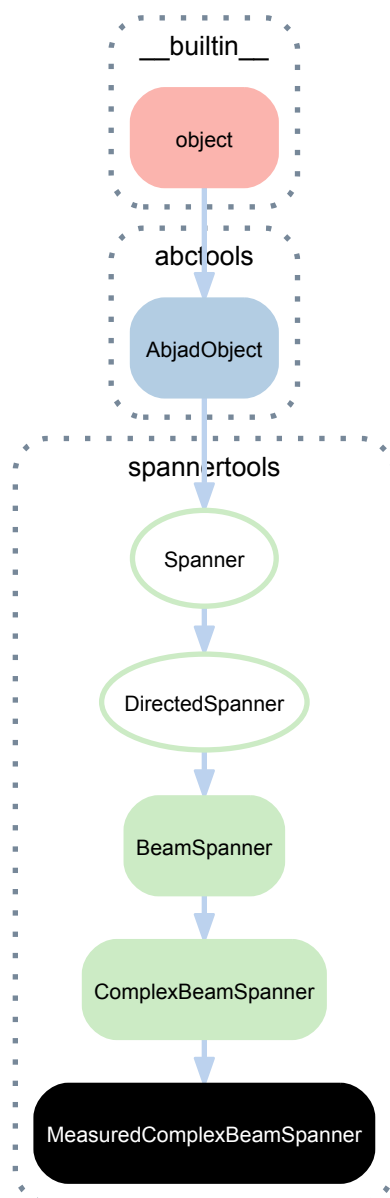 __builtin__
object
abctools
AbjadObject
spannertools
Spanner
DirectedSpanner
BeamSpanner
ComplexBeamSpanner
MeasuredComplexBeamSpanner